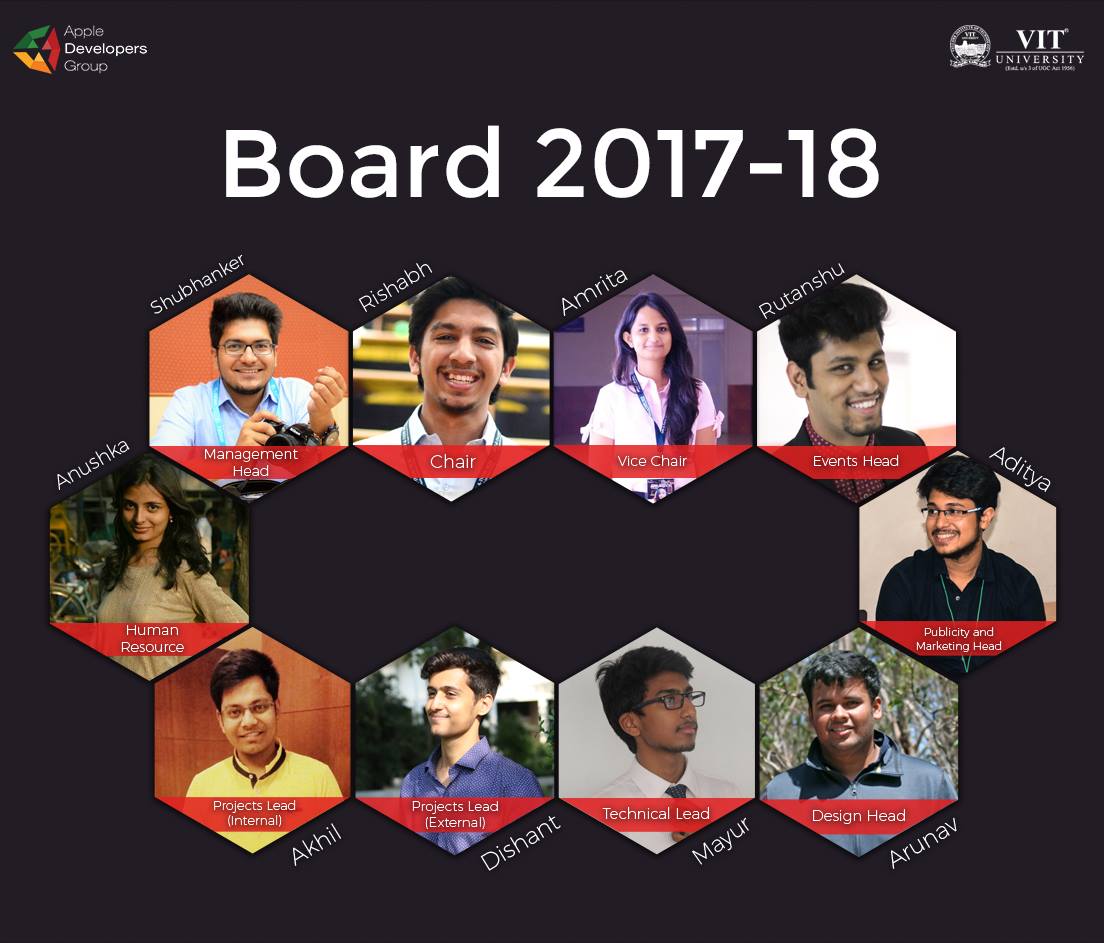 Apple
Developers
Group
VIT
UNIVERSITY
(Estd. u/s 3 of UGC Act 1956)
Board 2017-18
Shubhanker
Management
Head
Rishabh
Chair
Amrita
Vice Chair
Rutanshu
Events Head
Anushka
Human
Resource
Aditya
Publicity and
Marketing Head
Projects Lead
(Internal)
Akhil
Projects Lead
(External)
Dishant
Technical Lead
Mayur
Design Head
Arunav